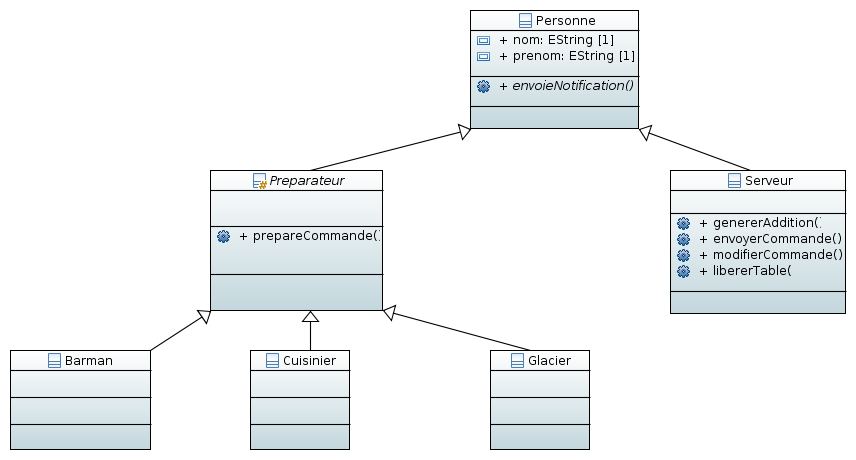 Personne
+ nom: EString [1]
+ prenom: EString [1]
+ envoieNotification()
Preparateur
+ prepareCommande()
Serveur
+ genererAddition()
+ envoyerCommande()
+ modifierCommande()
+ libererTable(
Barman
Cuisinier
Glacier